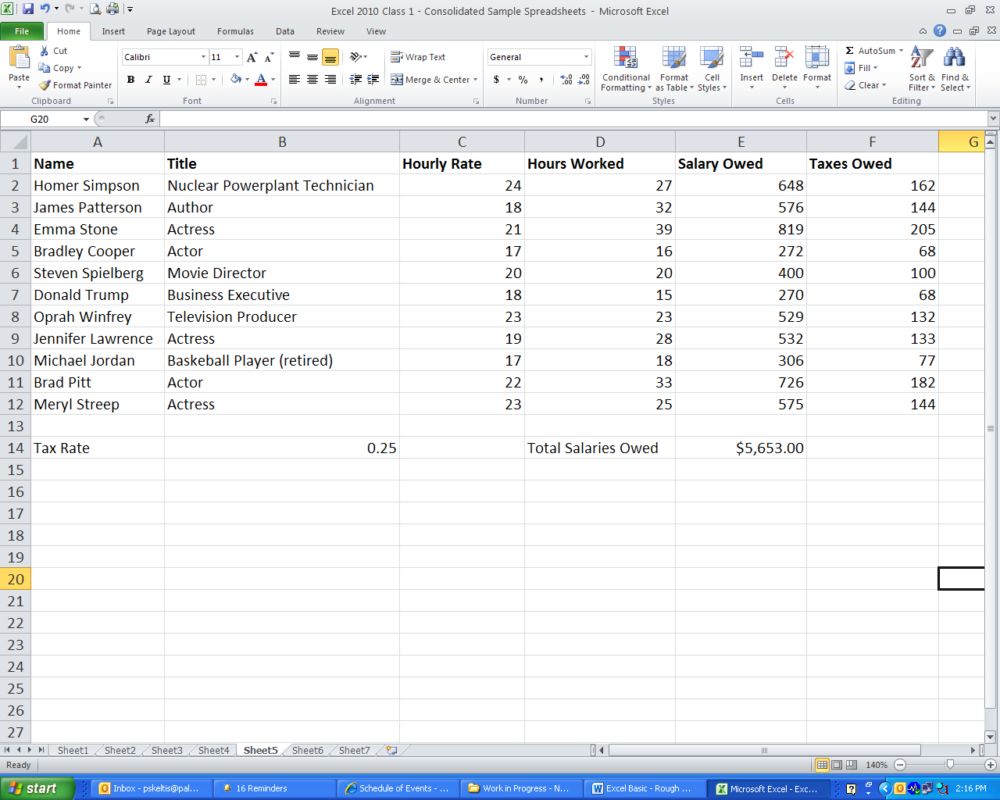 Excel 2010 Class 1 - Consolidated Sample Spreadsheets - Microsoft Excel
File Home Insert Page Layout Formulas Data Review View
Paste Cut Copy Format Painter Clipboard
Calibri 11 B I U Font
Wrap Text Merge & Center Alignment
General $ % , Number
Conditional Formatting Format as Table Cell Styles Styles
Insert Delete Format Cells
Σ AutoSum Fill Clear Sort & Filter Find & Select Editing
G20 fx
A B C D E F G
1 Name Title Hourly Rate Hours Worked Salary Owed Taxes Owed
2 Homer Simpson Nuclear Powerplant Technician 24 27 648 162
3 James Patterson Author 18 32 576 144
4 Emma Stone Actress 21 39 819 205
5 Bradley Cooper Actor 17 16 272 68
6 Steven Spielberg Movie Director 20 20 400 100
7 Donald Trump Business Executive 18 15 270 68
8 Oprah Winfrey Television Producer 23 23 529 132
9 Jennifer Lawrence Actress 19 28 532 133
10 Michael Jordan Baskeball Player (retired) 17 18 306 77
11 Brad Pitt Actor 22 33 726 182
12 Meryl Streep Actress 23 25 575 144
13
14 Tax Rate 0.25 Total Salaries Owed $5,653.00
15
16
17
18
19
20
21
22
23
24
25
26
27
Sheet1 Sheet2 Sheet3 Sheet4 Sheet5 Sheet6 Sheet7
Ready 140%
start Inbox - pskeltis@pal... 16 Reminders Schedule of Events - ... Work in Progress - N... Excel Basic - Rough ... Microsoft Excel - Exc... 2:16 PM